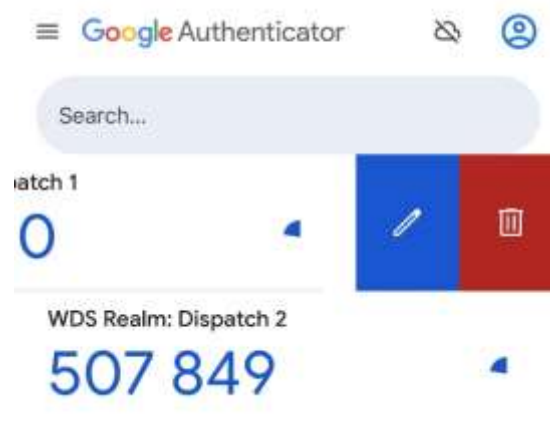 Google Authenticator
Search...
atch 1
0
WDS Realm: Dispatch 2
507 849